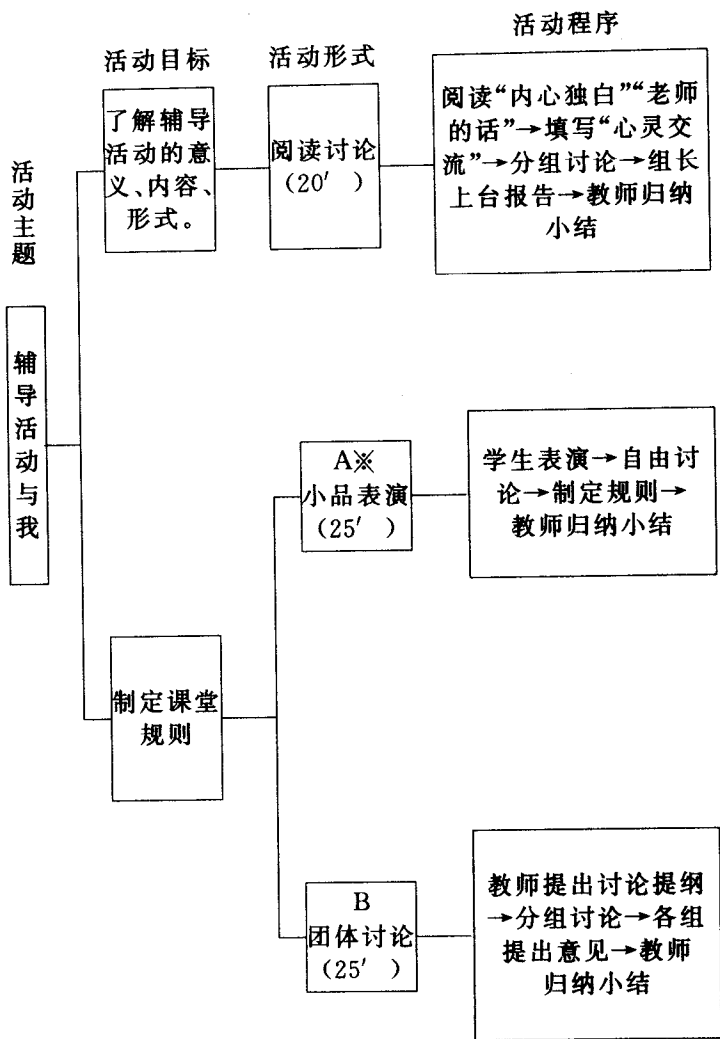 活动程序
活动目标
活动形式
活动主题
辅导活动与我
了解辅导
活动的意
义、内容、
形式。
阅读讨论
(20′ )
阅读“内心独白”“老师
的话”→填写“心灵交
流”→分组讨论→组长
上台报告→教师归纳
小结
制定课堂
规则
A※
小品表演
(25′ )
学生表演→自由讨
论→制定规则→
教师归纳小结
B
团体讨论
(25′ )
教师提出讨论提纲
→分组讨论→各组
提出意见→教师
归纳小结